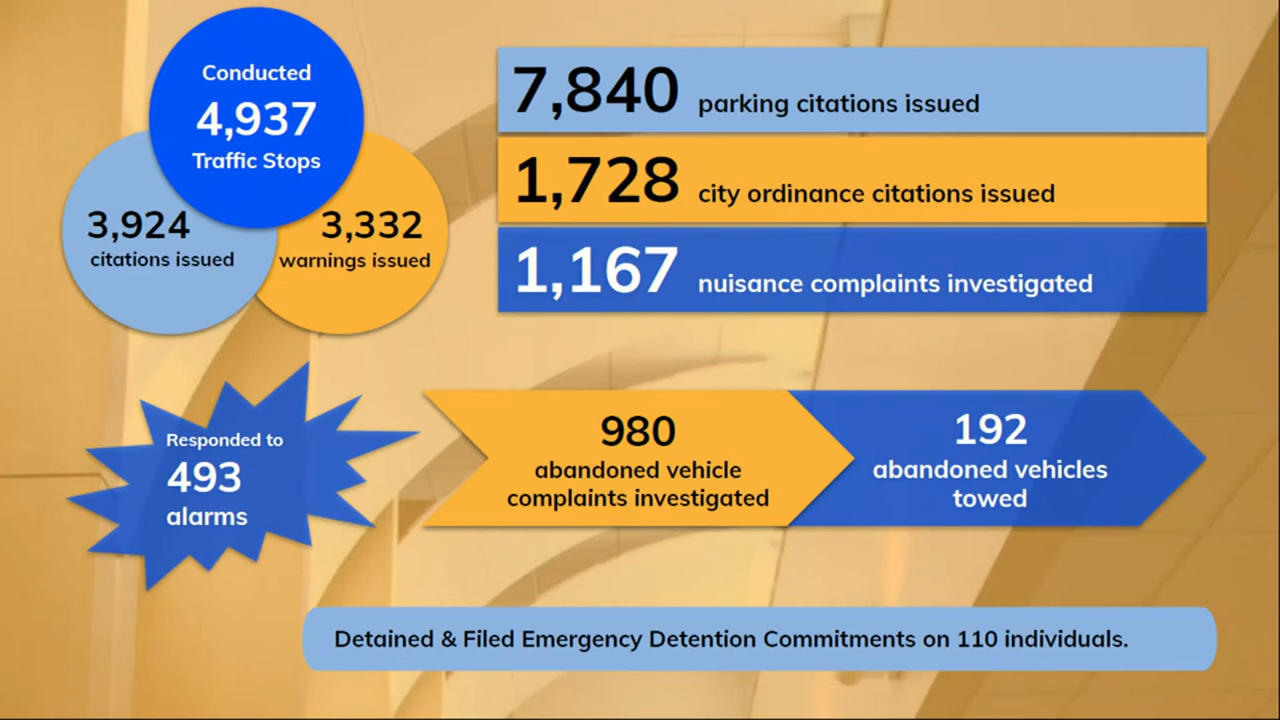 Conducted
4,937
Traffic Stops
3,924
citations issued
3,332
warnings issued
7,840 parking citations issued
1,728 city ordinance citations issued
1,167 nuisance complaints investigated
Responded to
493
alarms
980
abandoned vehicle
complaints investigated
192
abandoned vehicles
towed
Detained & Filed Emergency Detention Commitments on 110 individuals.